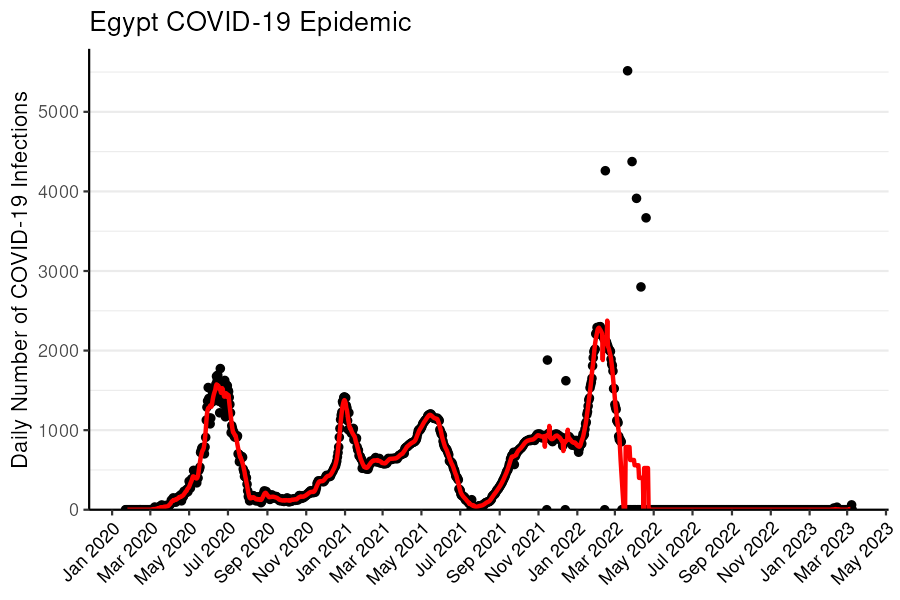 Egypt COVID-19 Epidemic
Daily Number of COVID-19 Infections
5000
4000
3000
2000
1000
0
Jan 2020
Mar 2020
May 2020
Jul 2020
Sep 2020
Nov 2020
Jan 2021
Mar 2021
May 2021
Jul 2021
Sep 2021
Nov 2021
Jan 2022
Mar 2022
May 2022
Jul 2022
Sep 2022
Nov 2022
Jan 2023
Mar 2023
May 2023